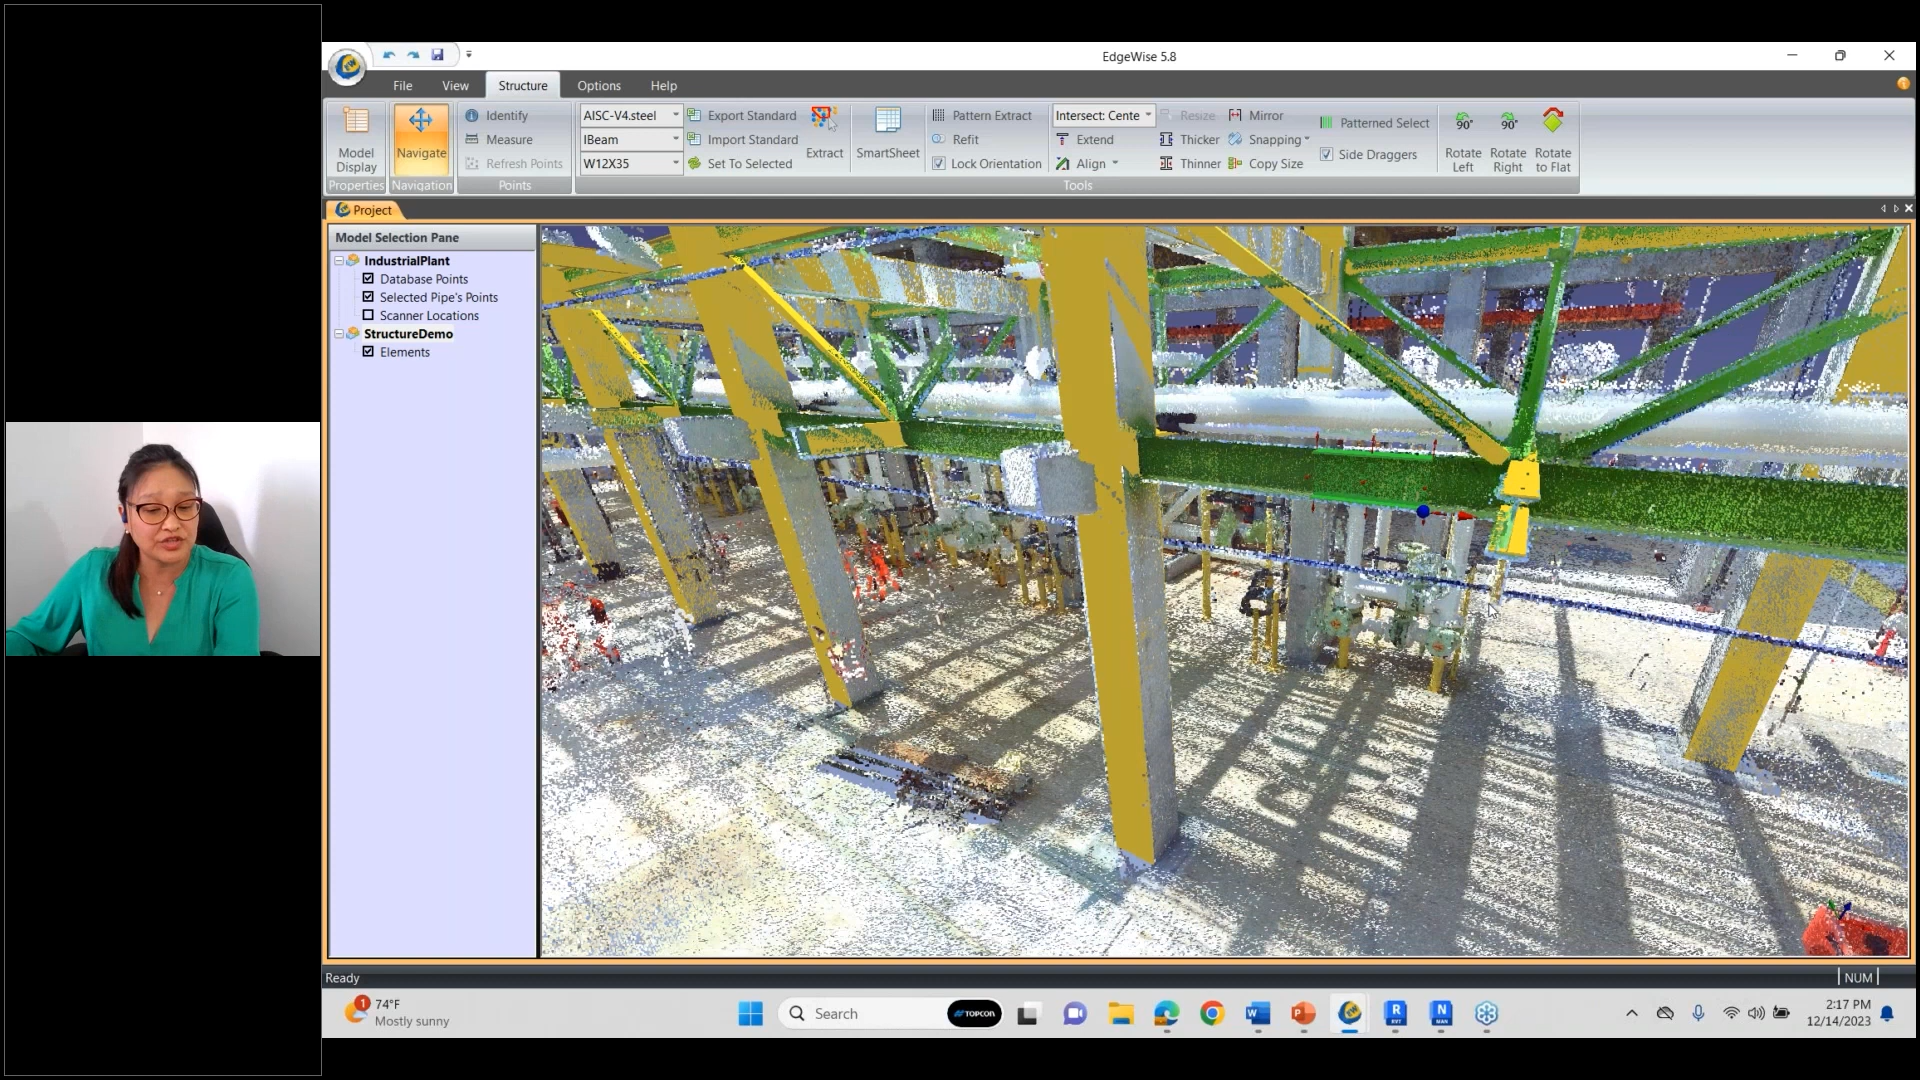 EdgeWise 5.8
File View Structure Options Help
Model Display
Properties
Navigate
Navigation
Identify
Measure
Refresh Points
Points
AISC-V4.steel
IBeam
W12X35
Export Standard
Import Standard
Set To Selected
Extract
SmartSheet
Pattern Extract
Refit
Lock Orientation
Intersect: Cente
Extend
Align
Resize
Thicker
Thinner
Mirror
Snapping
Copy Size
Patterned Select
Side Draggers
90°
Rotate Left
90°
Rotate Right
Rotate to Flat
Tools
Project
Model Selection Pane
IndustrialPlant
Database Points
Selected Pipe's Points
Scanner Locations
StructureDemo
Elements
Ready
NUM
1
74°F
Mostly sunny
Search
TOPCON
W
P
R
RVT
N
MAN
2:17 PM
12/14/2023